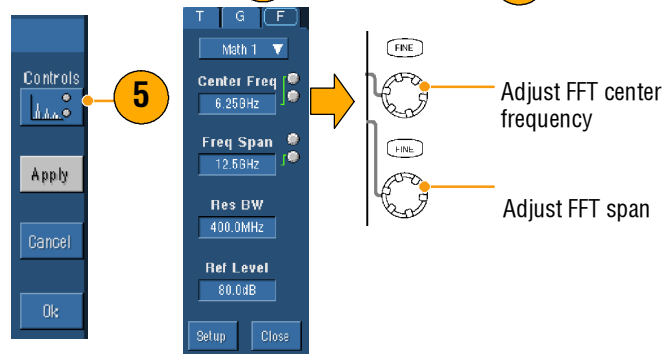 Controls
5
Apply
Cancel
Ok
T G F
Math 1
Center Freq
6.25GHz
Freq Span
12.5GHz
Res BW
400.0MHz
Ref Level
80.0dB
Setup Close
FINE
Adjust FFT center
frequency
FINE
Adjust FFT span